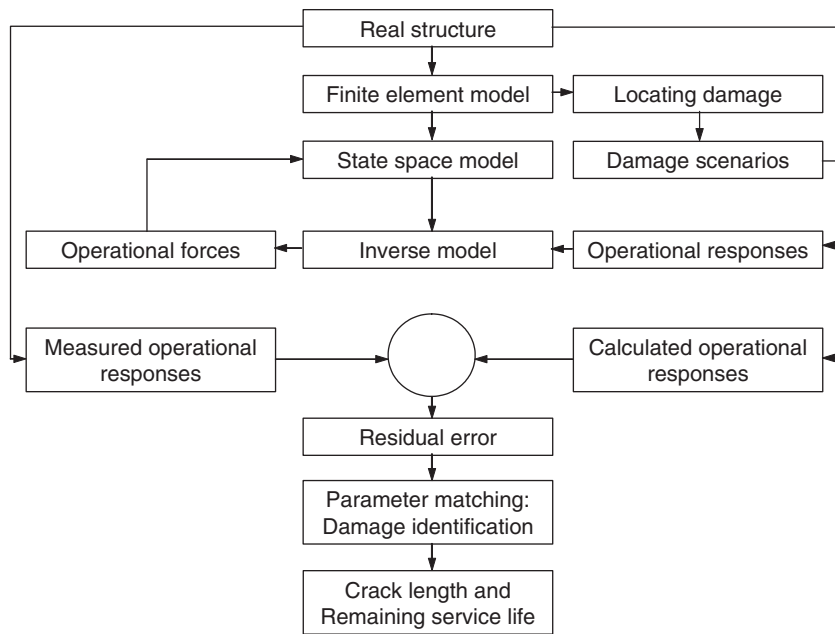 Real structure
Finite element model
Locating damage
State space model
Damage scenarios
Operational forces
Inverse model
Operational responses
Measured operational
responses
Calculated operational
responses
Residual error
Parameter matching:
Damage identification
Crack length and
Remaining service life